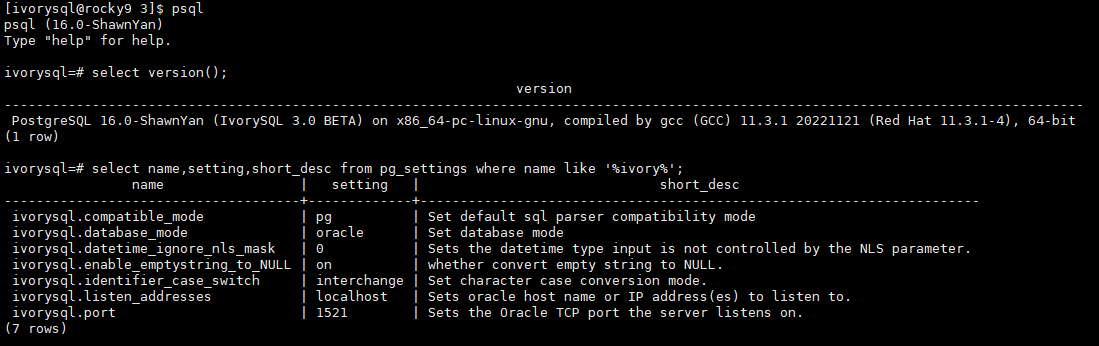 [ivorysql@rocky9 3]$ psql
psql (16.0-ShawnYan)
Type "help" for help.

ivorysql=# select version();
                                                                version
---------------------------------------------------------------------------------------------------------------------------------------
 PostgreSQL 16.0-ShawnYan (IvorySQL 3.0 BETA) on x86_64-pc-linux-gnu, compiled by gcc (GCC) 11.3.1 20221121 (Red Hat 11.3.1-4), 64-bit
(1 row)

ivorysql=# select name,setting,short_desc from pg_settings where name like '%ivory%';
                name                 |   setting   |                              short_desc
-------------------------------------+-------------+----------------------------------------------------------------------
 ivorysql.compatible_mode            | pg          | Set default sql parser compatibility mode
 ivorysql.database_mode              | oracle      | Set database mode
 ivorysql.datetime_ignore_nls_mask   | 0           | Sets the datetime type input is not controlled by the NLS parameter.
 ivorysql.enable_emptystring_to_NULL | on          | whether convert empty string to NULL.
 ivorysql.identifier_case_switch     | interchange | Set character case conversion mode.
 ivorysql.listen_addresses           | localhost   | Sets oracle host name or IP address(es) to listen to.
 ivorysql.port                       | 1521        | Sets the Oracle TCP port the server listens on.
(7 rows)